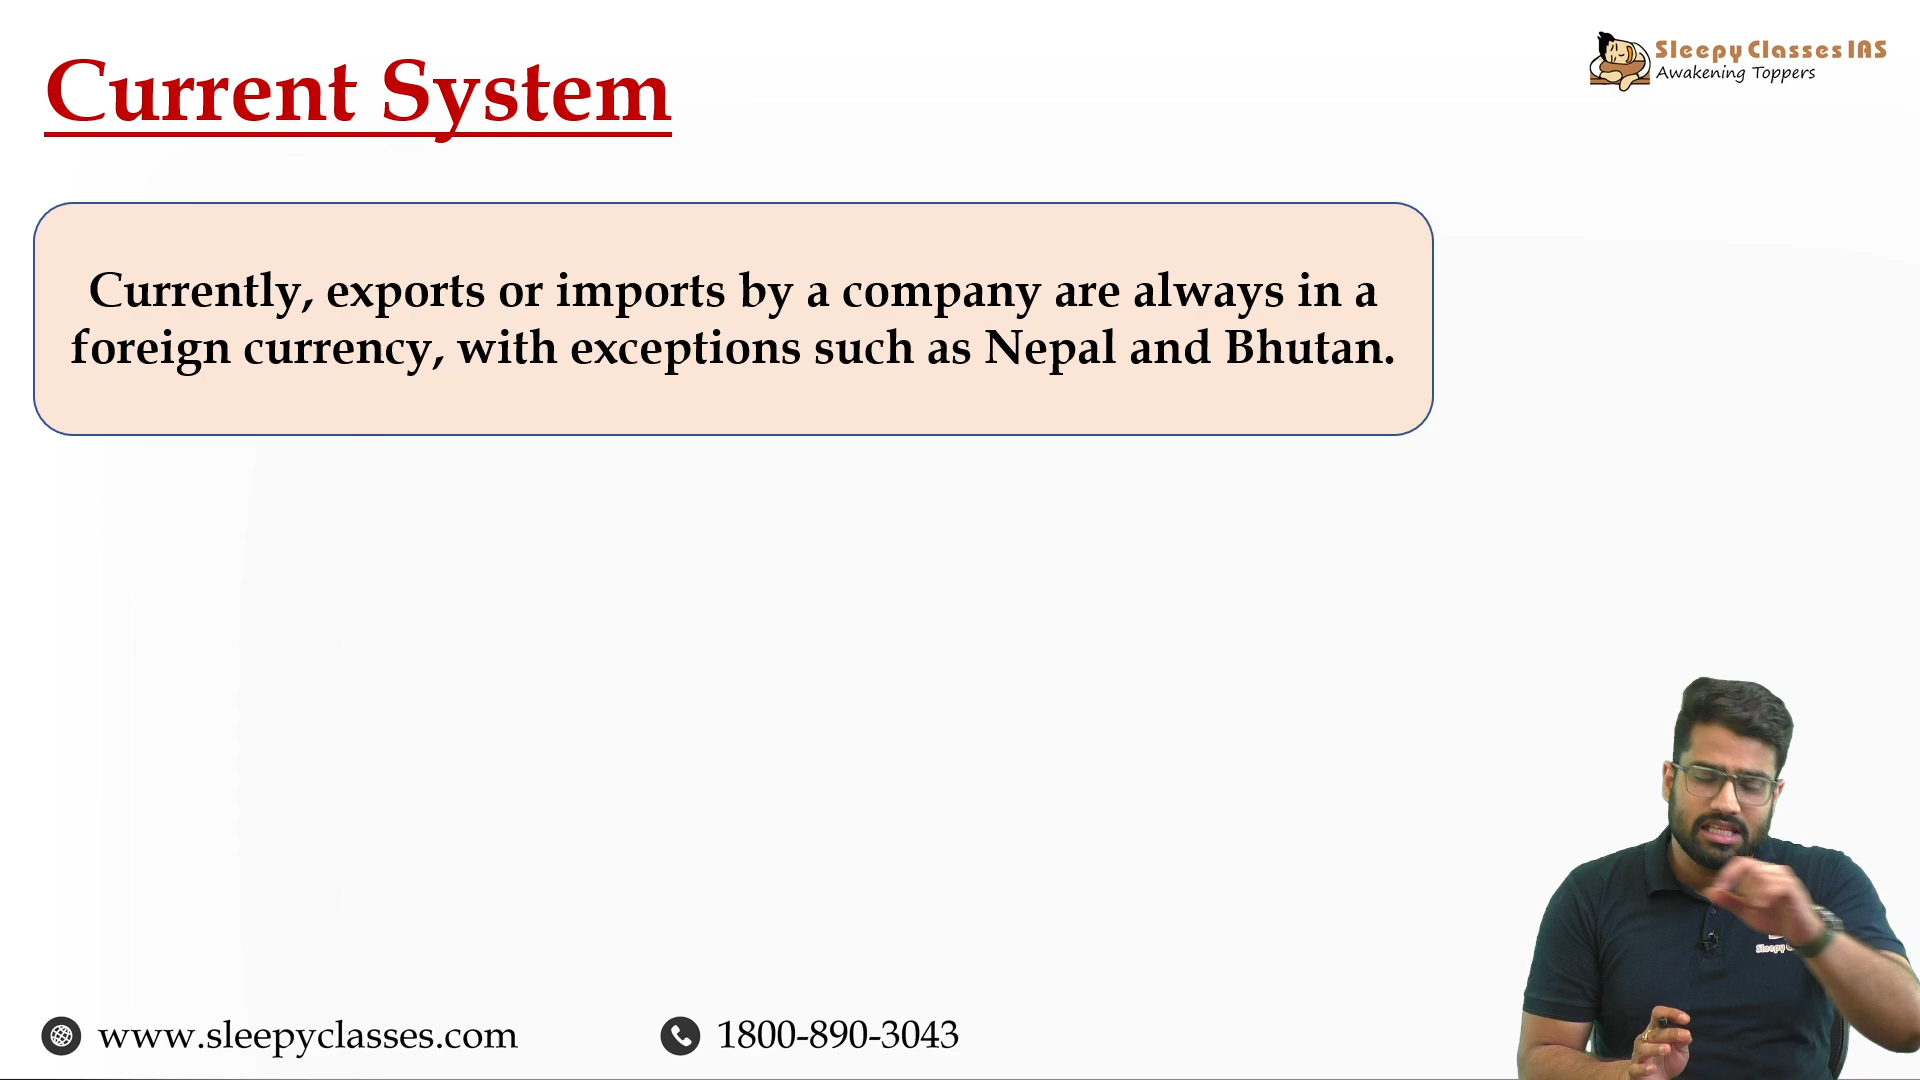 Current System
Sleepy Classes IAS
Awakening Toppers
Currently, exports or imports by a company are always in a
foreign currency, with exceptions such as Nepal and Bhutan.
Sleepy
www.sleepyclasses.com
1800-890-3043